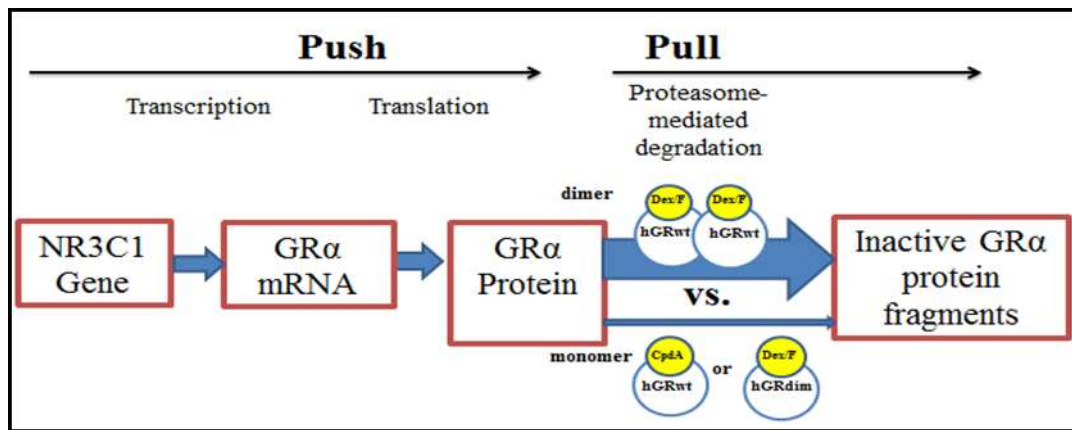 Push
Pull
Transcription
Translation
Proteasome-
mediated
degradation
dimer
Dex/F
Dex/F
hGRwt
hGRwt
NR3C1
Gene
GRα
mRNA
GRα
Protein
Inactive GRα
protein
fragments
vs.
monomer
CpdA
hGRwt
or
Dex/F
hGRdim